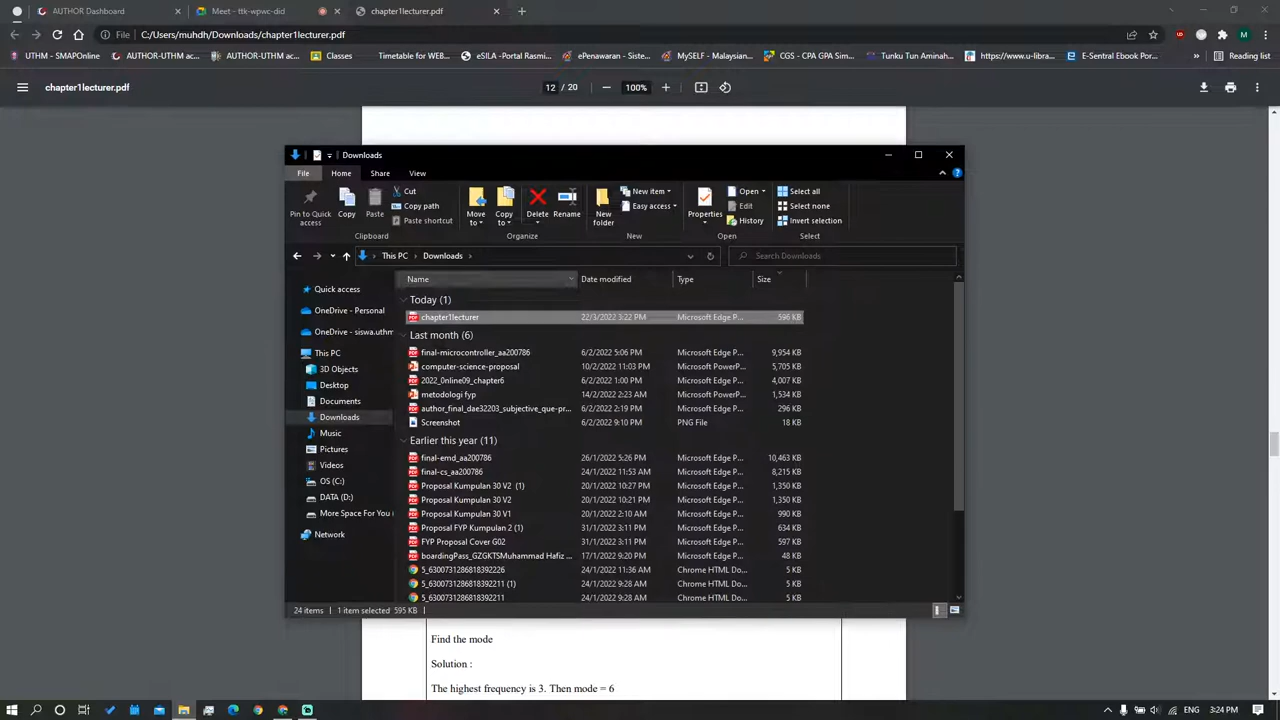 AUTHOR Dashboard
Meet - ttk-wpwc-did
chapter1lecturer.pdf
File
C:/Users/muhdh/Downloads/chapter1lecturer.pdf
UTHM - SMAPOnline
AUTHOR-UTHM ac...
AUTHOR-UTHM ac...
Classes
Timetable for WEB...
eSILA -Portal Rasmi...
ePenawaran - Siste...
MySELF - Malaysian...
CGS - CPA GPA Sim...
Tunku Tun Aminah...
https://www.u-libra...
E-Sentral Ebook Por...
Reading list
chapter1lecturer.pdf
12 / 20
100%
Downloads
File
Home
Share
View
Pin to Quick access
Copy
Paste
Cut
Copy path
Paste shortcut
Move to
Copy to
Delete
Rename
New folder
New item
Easy access
Properties
Open
Edit
History
Select all
Select none
Invert selection
Clipboard
Organize
New
Open
Select
This PC
Downloads
Search Downloads
Name
Date modified
Type
Size
Quick access
OneDrive - Personal
OneDrive - siswa.uthm
This PC
3D Objects
Desktop
Documents
Downloads
Music
Pictures
Videos
OS (C:)
DATA (D:)
More Space For You (
Network
Today (1)
chapter1lecturer 22/3/2022 3:22 PM Microsoft Edge P... 596 KB
Last month (6)
final-microcontroller_aa200786 6/2/2022 5:06 PM Microsoft Edge P... 9,954 KB
computer-science-proposal 10/2/2022 11:03 PM Microsoft PowerP... 5,705 KB
2022_0nline09_chapter6 6/2/2022 1:00 PM Microsoft Edge P... 4,007 KB
metodologi fyp 14/2/2022 2:23 AM Microsoft PowerP... 1,534 KB
author_final_dae32203_subjective_que-pr... 6/2/2022 2:19 PM Microsoft Edge P... 296 KB
Screenshot 6/2/2022 9:10 PM PNG File 18 KB
Earlier this year (11)
final-emd_aa200786 26/1/2022 5:26 PM Microsoft Edge P... 10,463 KB
final-cs_aa200786 24/1/2022 11:53 AM Microsoft Edge P... 8,215 KB
Proposal Kumpulan 30 V2 (1) 20/1/2022 10:27 PM Microsoft Edge P... 1,350 KB
Proposal Kumpulan 30 V2 20/1/2022 10:21 PM Microsoft Edge P... 1,350 KB
Proposal Kumpulan 30 V1 20/1/2022 2:10 AM Microsoft Edge P... 990 KB
Proposal FYP Kumpulan 2 (1) 31/1/2022 3:11 PM Microsoft Edge P... 634 KB
FYP Proposal Cover G02 31/1/2022 3:11 PM Microsoft Edge P... 597 KB
boardingPass_GZGKTSMuhammad Hafiz ... 17/1/2022 9:20 PM Microsoft Edge P... 48 KB
5_6300731286818392226 24/1/2022 11:36 AM Chrome HTML Do... 5 KB
5_6300731286818392211 (1) 24/1/2022 9:28 AM Chrome HTML Do... 5 KB
5_6300731286818392211 24/1/2022 9:28 AM Chrome HTML Do... 5 KB
24 items
1 item selected 595 KB
Find the mode
Solution :
The highest frequency is 3. Then mode = 6
ENG
3:24 PM